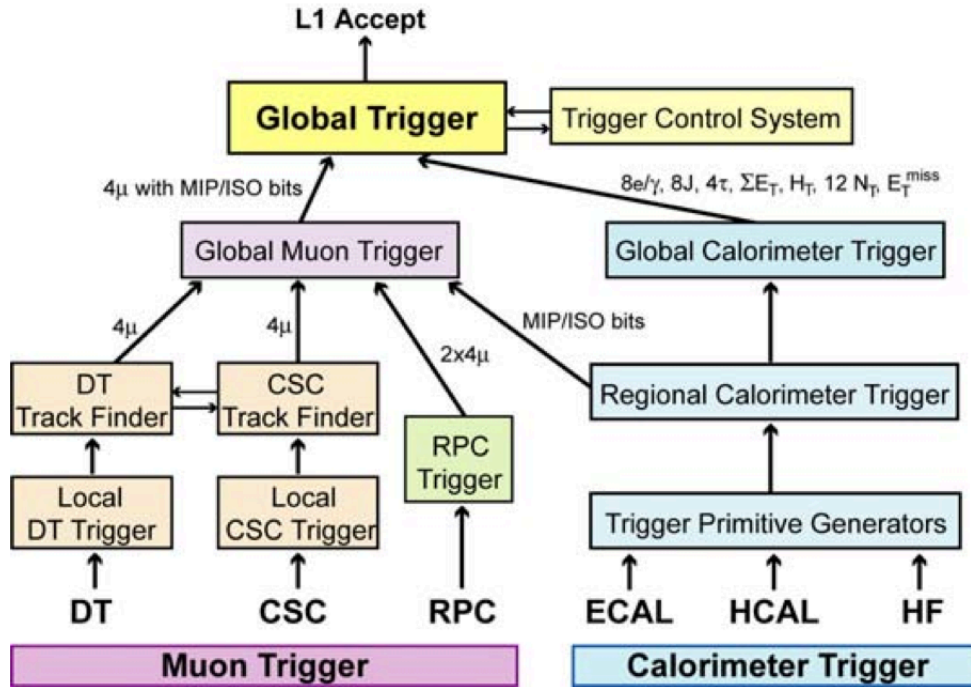 L1 Accept
Global Trigger
Trigger Control System
4μ with MIP/ISO bits
8e/γ, 8J, 4τ, ΣE_T, H_T, 12 N_T, E_T^miss
Global Muon Trigger
Global Calorimeter Trigger
4μ
4μ
2x4μ
MIP/ISO bits
DT
Track Finder
CSC
Track Finder
RPC
Trigger
Regional Calorimeter Trigger
Local
DT Trigger
Local
CSC Trigger
Trigger Primitive Generators
DT
CSC
RPC
ECAL
HCAL
HF
Muon Trigger
Calorimeter Trigger